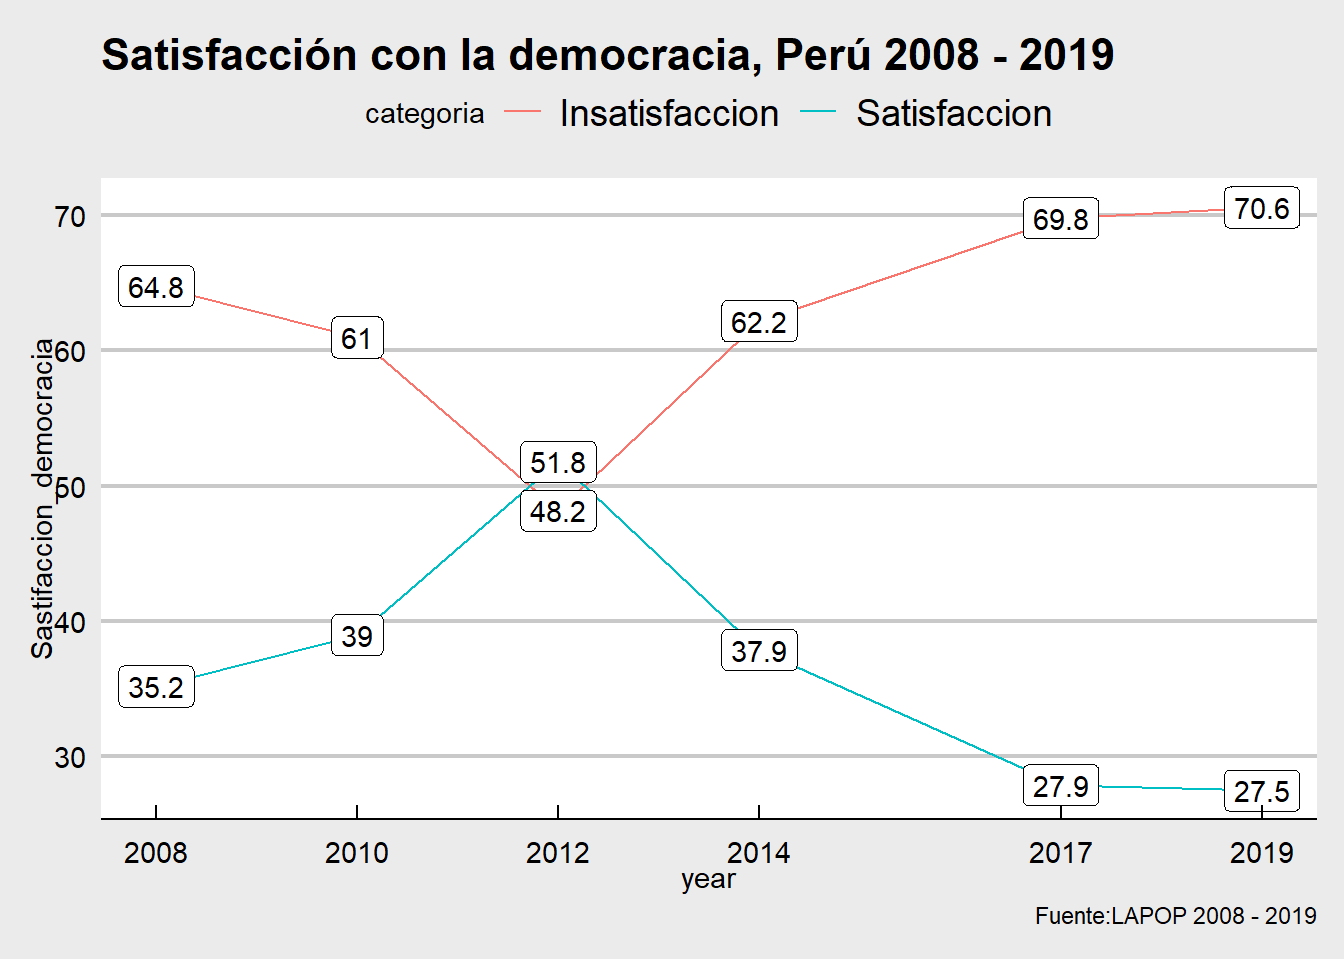 Satisfacción con la democracia, Perú 2008 - 2019
categoria Insatisfaccion Satisfaccion
Sastifaccion_democracia
70
60
50
40
30
64.8
61
51.8
48.2
62.2
69.8
70.6
35.2
39
37.9
27.9
27.5
2008 2010 2012 2014 2017 2019
year
Fuente:LAPOP 2008 - 2019